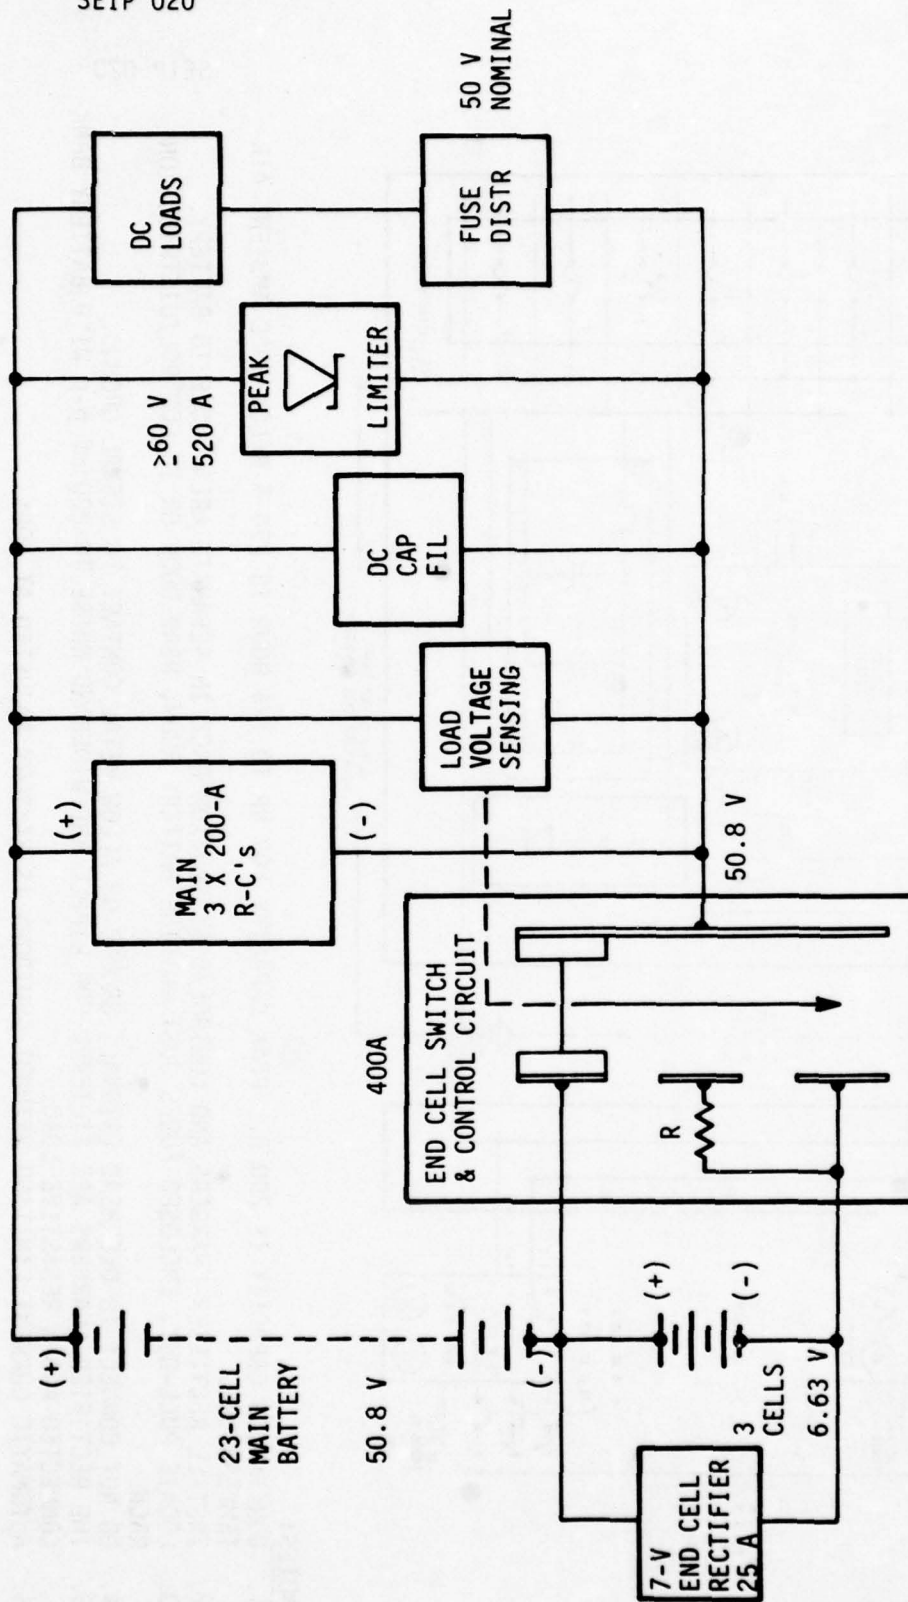 SEIP 020
(+)
23-CELL
MAIN
BATTERY
50.8 V
(-)
7-V
END CELL
RECTIFIER
25 A
(+)
(-)
3
CELLS
6.63 V
400A
END CELL SWITCH
& CONTROL CIRCUIT
R
50.8 V
(+)
MAIN
3 X 200-A
R-C's
(-)
LOAD
VOLTAGE
SENSING
DC
CAP
FIL
≥60 V
520 A
PEAK
LIMITER
DC
LOADS
FUSE
DISTR
50 V
NOMINAL